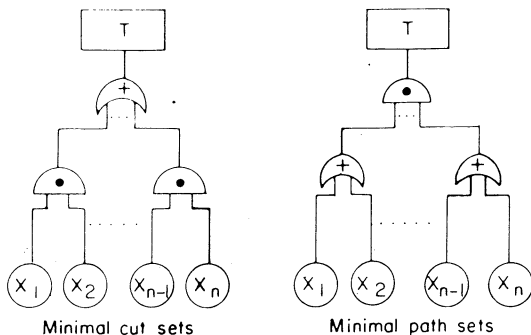 T T
+ •
• • + +
X1 X2 Xn-1 Xn X1 X2 Xn-1 Xn
Minimal cut sets Minimal path sets